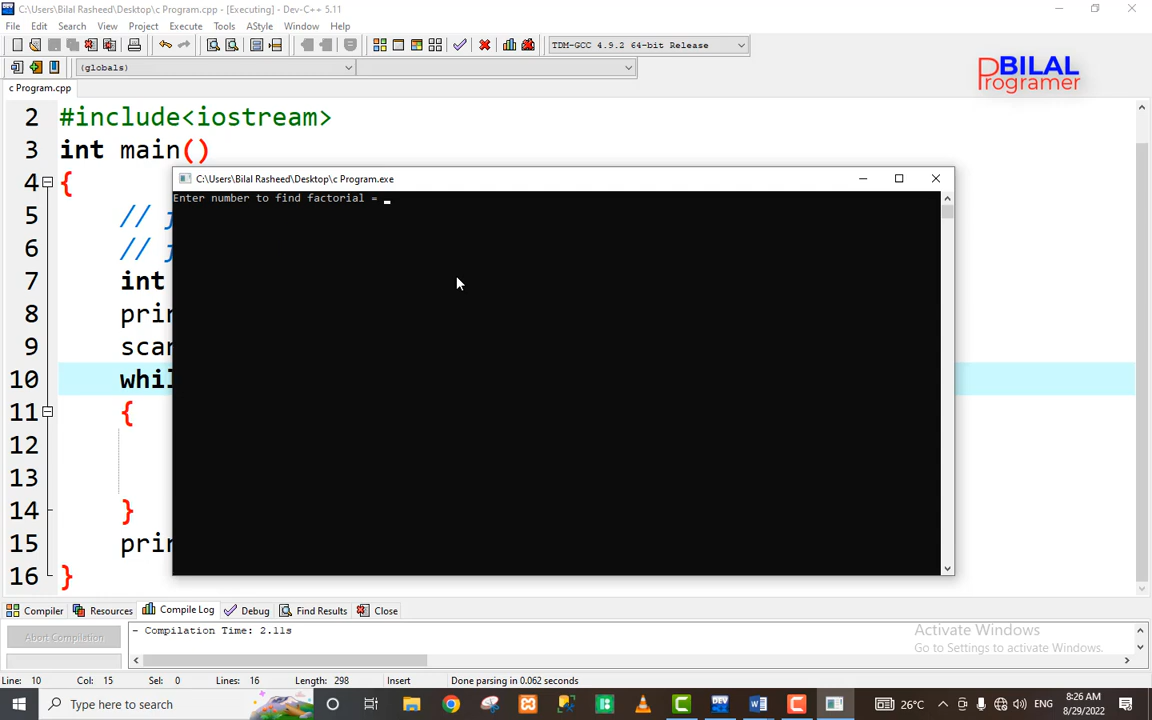 C:\Users\Bilal Rasheed\Desktop\c Program.cpp - [Executing] - Dev-C++ 5.11
File Edit Search View Project Execute Tools AStyle Window Help
TDM-GCC 4.9.2 64-bit Release
(globals)
BILAL
Programer
c Program.cpp
2 #include<iostream>
3 int main()
4 {
5 //
6 //
7 int
8 prin
9 scan
10 whil
11 {
12
13
14 }
15 prin
16 }
C:\Users\Bilal Rasheed\Desktop\c Program.exe
Enter number to find factorial =
Compiler Resources Compile Log Debug Find Results Close
Abort Compilation
- Compilation Time: 2.11s
Activate Windows
Go to Settings to activate Windows.
Line: 10 Col: 15 Sel: 0 Lines: 16 Length: 298 Insert Done parsing in 0.062 seconds
Type here to search
DEV
26°C
ENG
8:26 AM
8/29/2022